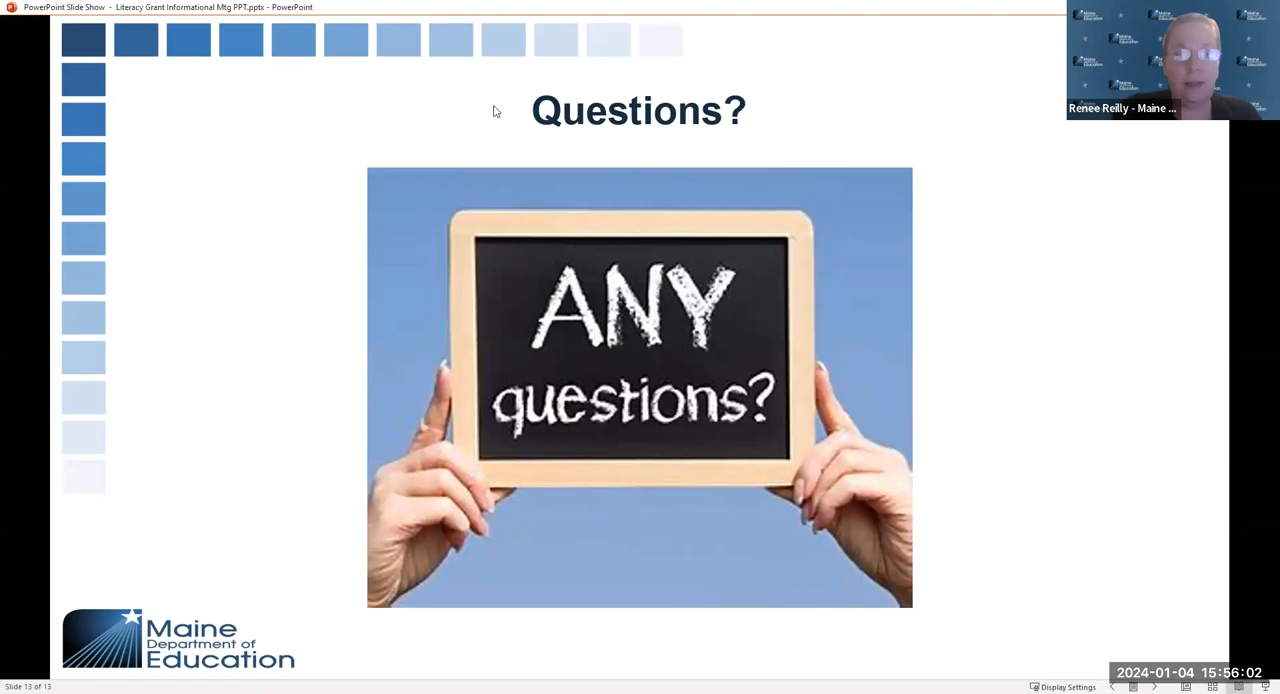 PowerPoint Slide Show - Literacy Grant Informational Mtg PPT.pptx - PowerPoint
Renee Reilly - Maine ...
Questions?
ANY
questions?
Maine
Department of
Education
2024-01-04 15:56:02
Slide 13 of 13
Display Settings